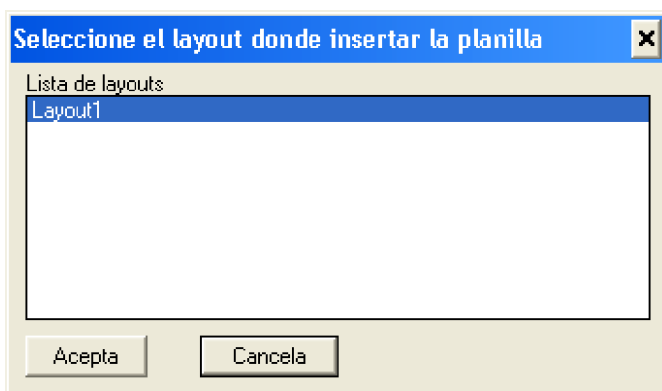 Seleccione el layout donde insertar la planilla
Lista de layouts
Layout1
Acepta
Cancela